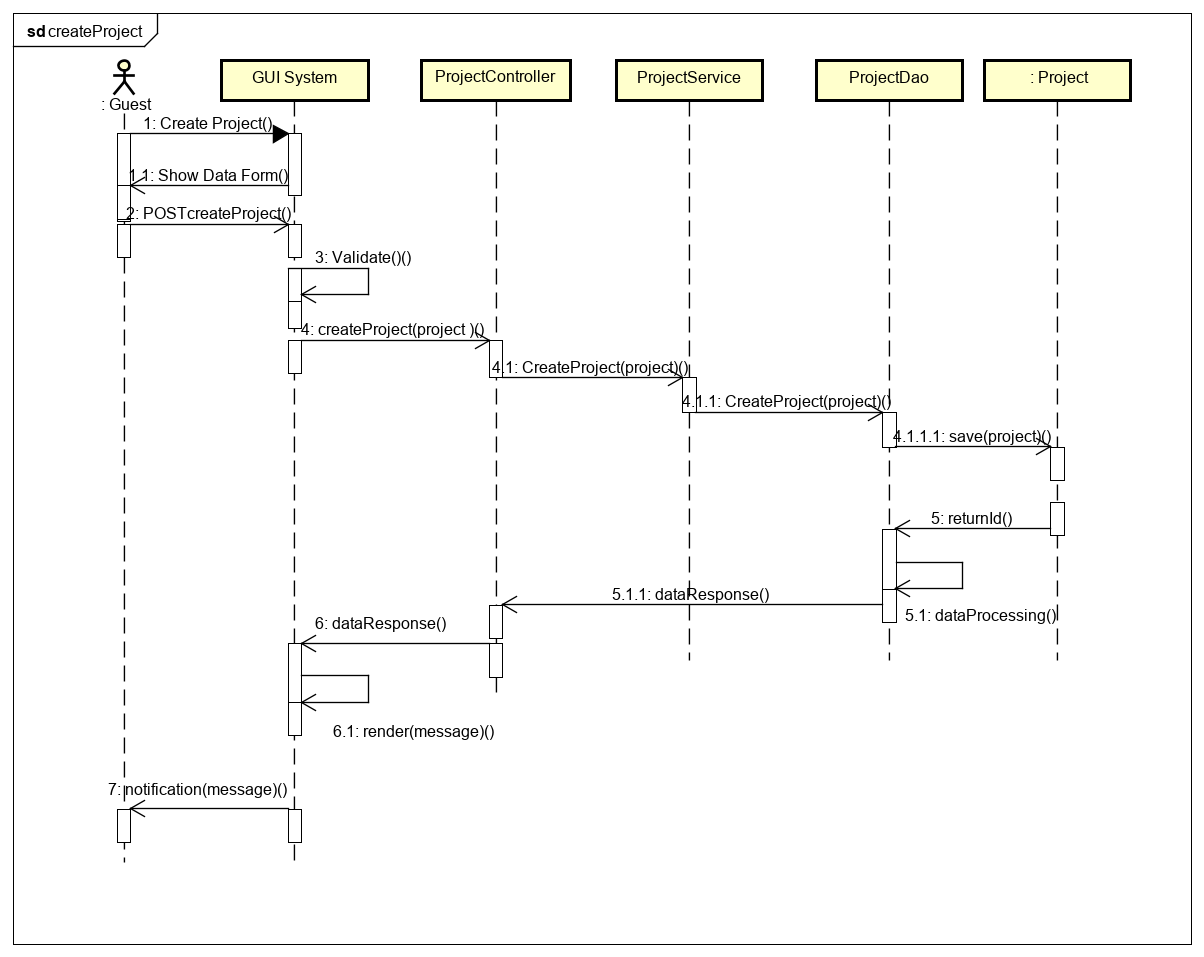 sd createProject
: Guest
GUI System
ProjectController
ProjectService
ProjectDao
: Project
1: Create Project()
1.1: Show Data Form()
2: POSTcreateProject()
3: Validate()()
4: createProject(project )()
4.1: CreateProject(project)()
4.1.1: CreateProject(project)()
4.1.1.1: save(project)()
5: returnId()
5.1.1: dataResponse()
5.1: dataProcessing()
6: dataResponse()
6.1: render(message)()
7: notification(message)()